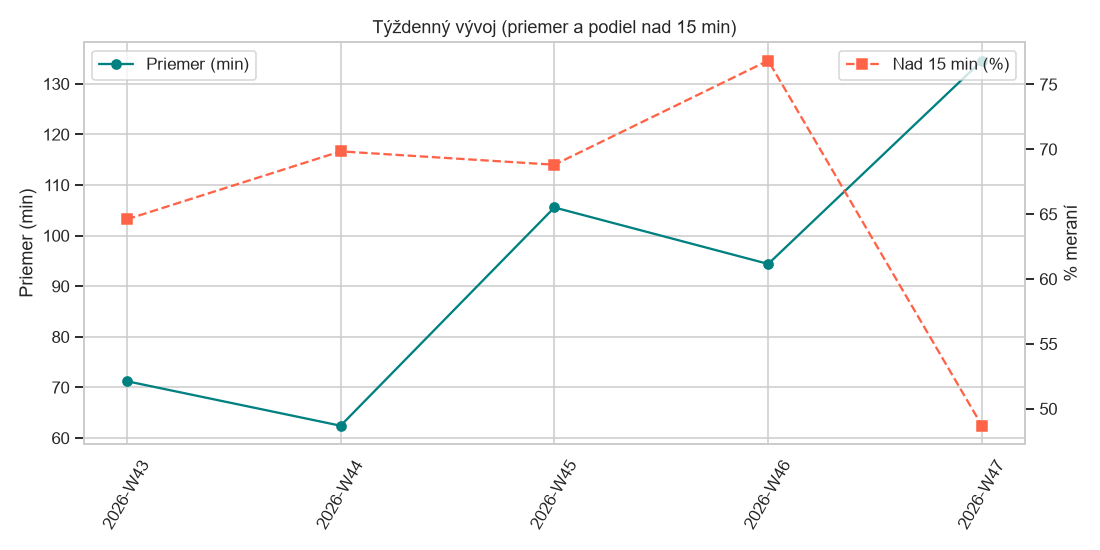 Týždenný vývoj (priemer a podiel nad 15 min)
Priemer (min)
Nad 15 min (%)
130
120
110
100
90
80
70
60
Priemer (min)
75
70
65
60
55
50
% meraní
2026-W43
2026-W44
2026-W45
2026-W46
2026-W47